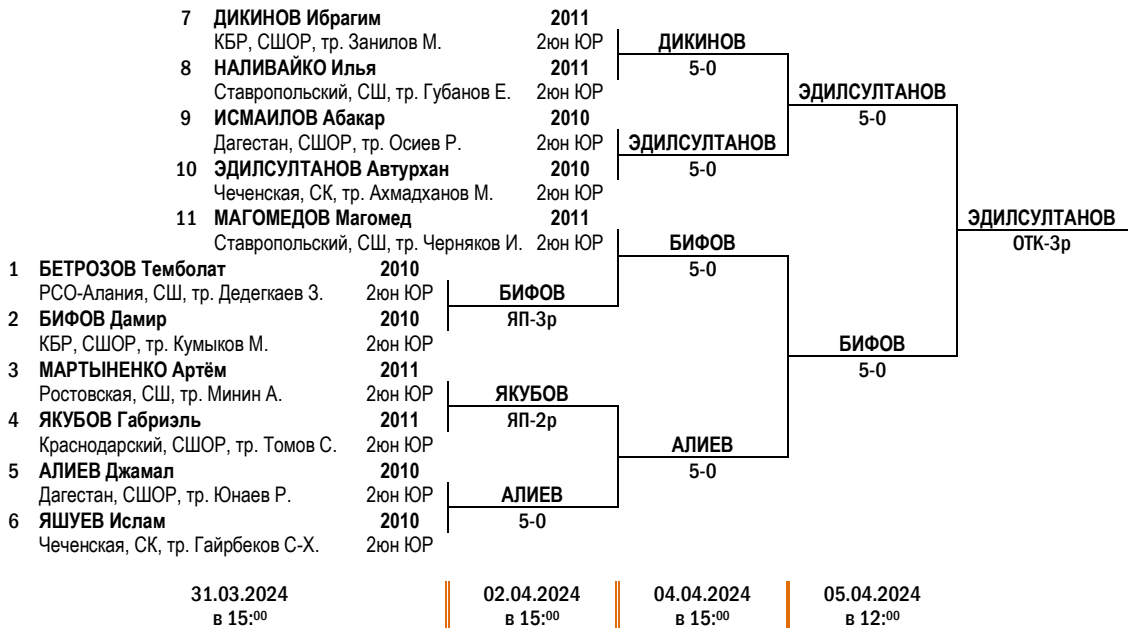 7 ДИКИНОВ Ибрагим 2011
КБР, СШОР, тр. Занилов М. 2юн ЮР
ДИКИНОВ
5-0
8 НАЛИВАЙКО Илья 2011
Ставропольский, СШ, тр. Губанов Е. 2юн ЮР
ЭДИЛСУЛТАНОВ
5-0
9 ИСМАИЛОВ Абакар 2010
Дагестан, СШОР, тр. Осиев Р. 2юн ЮР
ЭДИЛСУЛТАНОВ
5-0
10 ЭДИЛСУЛТАНОВ Автурхан 2010
Чеченская, СК, тр. Ахмадханов М. 2юн ЮР
11 МАГОМЕДОВ Магомед 2011
Ставропольский, СШ, тр. Черняков И. 2юн ЮР
ЭДИЛСУЛТАНОВ
ОТК-3р
БИФОВ
5-0
1 БЕТРОЗОВ Темболат 2010
РСО-Алания, СШ, тр. Дедегкаев З. 2юн ЮР
БИФОВ
ЯП-3р
2 БИФОВ Дамир 2010
КБР, СШОР, тр. Кумыков М. 2юн ЮР
БИФОВ
5-0
3 МАРТЫНЕНКО Артём 2011
Ростовская, СШ, тр. Минин А. 2юн ЮР
ЯКУБОВ
ЯП-2р
4 ЯКУБОВ Габриэль 2011
Краснодарский, СШОР, тр. Томов С. 2юн ЮР
АЛИЕВ
5-0
5 АЛИЕВ Джамал 2010
Дагестан, СШОР, тр. Юнаев Р. 2юн ЮР
АЛИЕВ
5-0
6 ЯШУЕВ Ислам 2010
Чеченская, СК, тр. Гайрбеков С-Х. 2юн ЮР
31.03.2024 02.04.2024 04.04.2024 05.04.2024
в 15:00 в 15:00 в 15:00 в 12:00